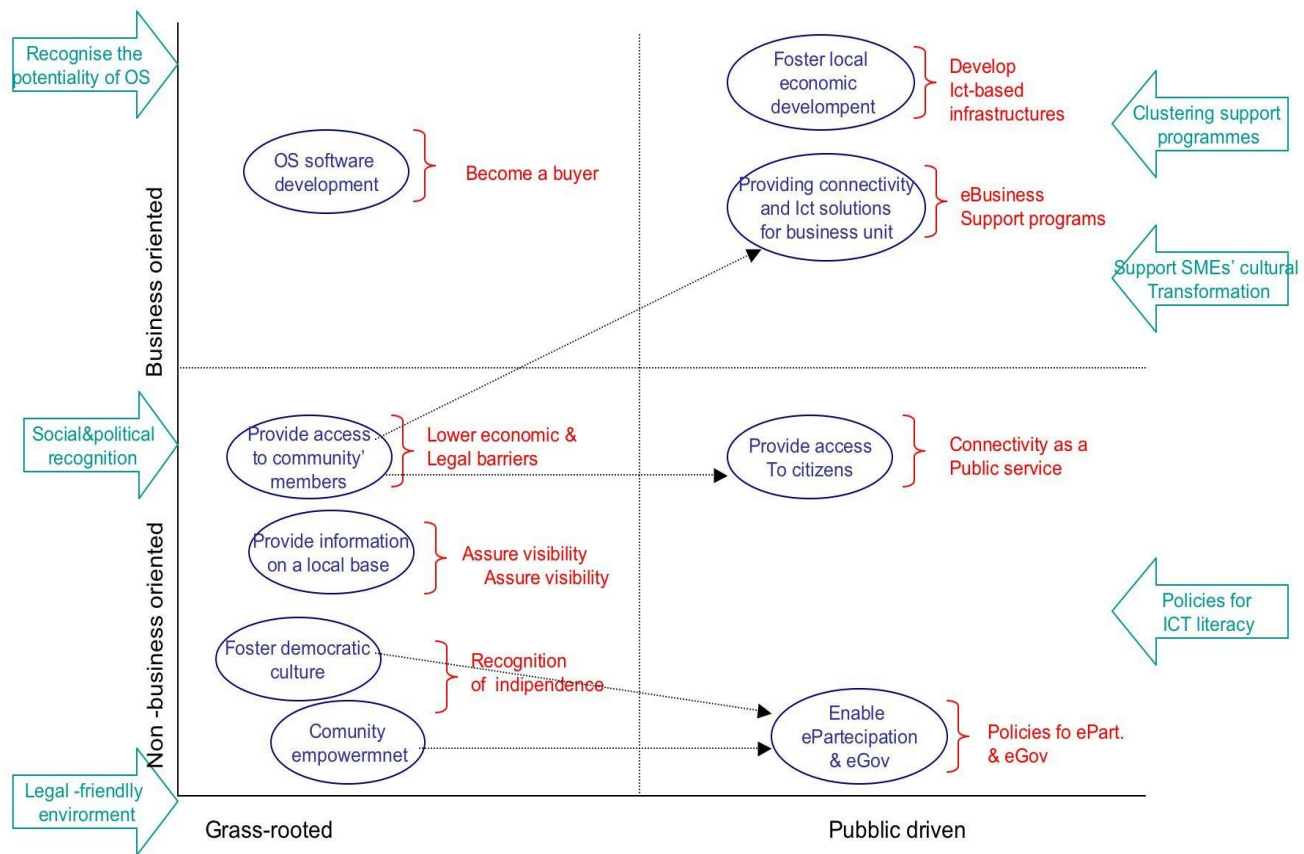 Recognise the
potentiality of OS
Foster local
economic
develompent
Develop
Ict-based
infrastructures
Clustering support
programmes
OS software
development
Become a buyer
Providing connectivity
and Ict solutions
for business unit
eBusiness
Support programs
Support SMEs' cultural
Transformation
Business oriented
Social&political
recognition
Provide access
to community'
members
Lower economic &
Legal barriers
Provide access
To citizens
Connectivity as a
Public service
Provide information
on a local base
Assure visibility
Assure visibility
Policies for
ICT literacy
Non -business oriented
Foster democratic
culture
Recognition
of indipendence
Comunity
empowermnet
Enable
ePartecipation
& eGov
Policies fo ePart.
& eGov
Legal -friendlly
envirorment
Grass-rooted
Pubblic driven